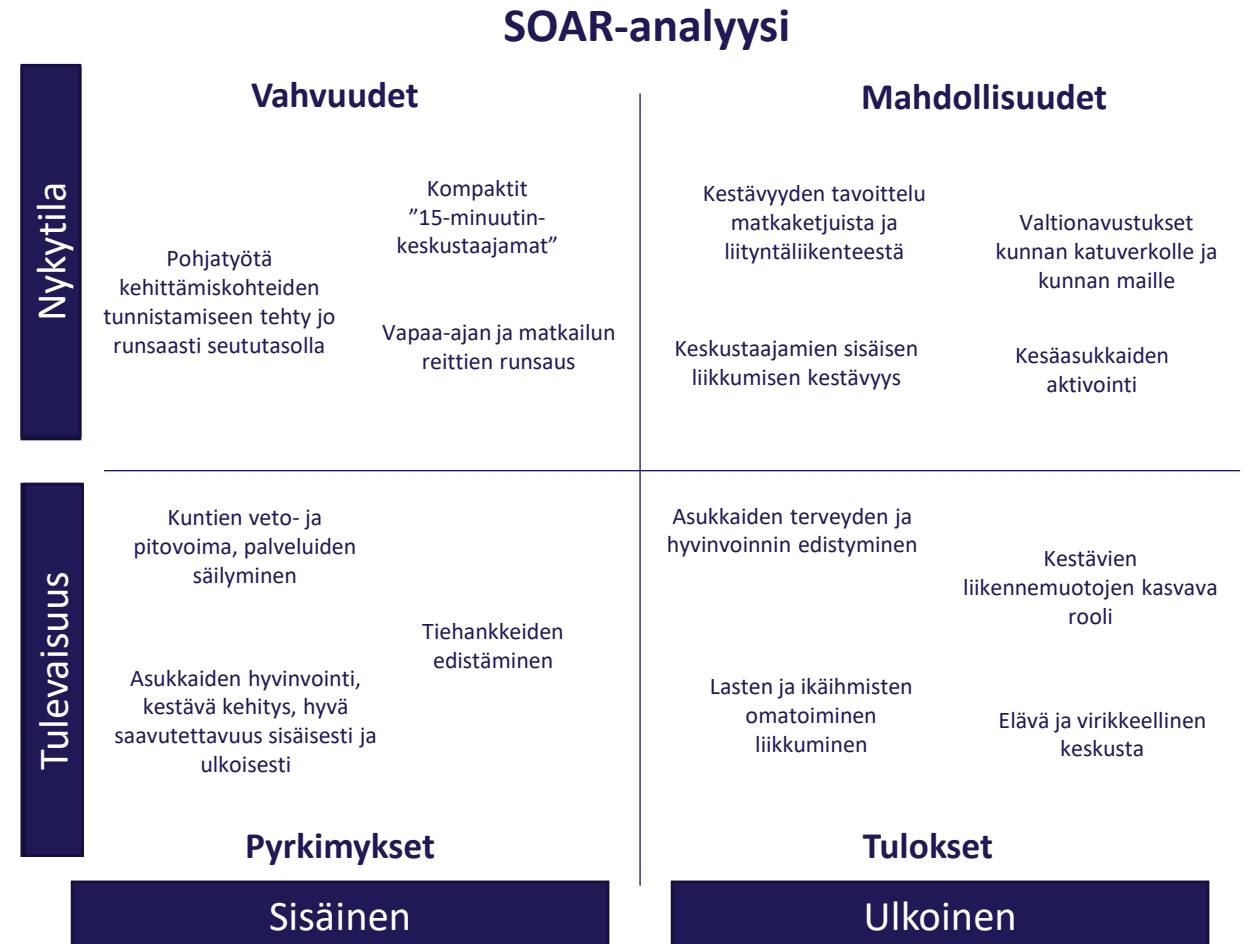 SOAR-analyysi
Nykytila
Vahvuudet
Pohjatyötä
kehittämiskohteiden
tunnistamiseen tehty jo
runsaasti seututasolla
Kompaktit
”15-minuutin-
keskustaajamat”
Vapaa-ajan ja matkailun
reittien runsaus
Mahdollisuudet
Kestävyyden tavoittelu
matkaketjuista ja
liityntäliikenteestä
Valtionavustukset
kunnan katuverkolle ja
kunnan maille
Keskustaajamien sisäisen
liikkumisen kestävyys
Kesäasukkaiden
aktivointi
Tulevaisuus
Kuntien veto- ja
pitovoima, palveluiden
säilyminen
Tiehankkeiden
edistäminen
Asukkaiden hyvinvointi,
kestävä kehitys, hyvä
saavutettavuus sisäisesti ja
ulkoisesti
Pyrkimykset
Asukkaiden terveyden ja
hyvinvoinnin edistyminen
Kestävien
liikennemuotojen kasvava
rooli
Lasten ja ikäihmisten
omatoiminen
liikkuminen
Elävä ja virikkeellinen
keskusta
Tulokset
Sisäinen
Ulkoinen